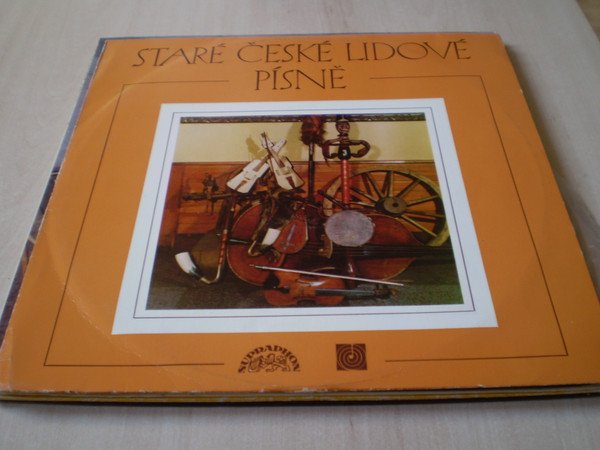 STARÉ ČESKÉ LIDOVÉ
PÍSNĚ
SUPRAPHON